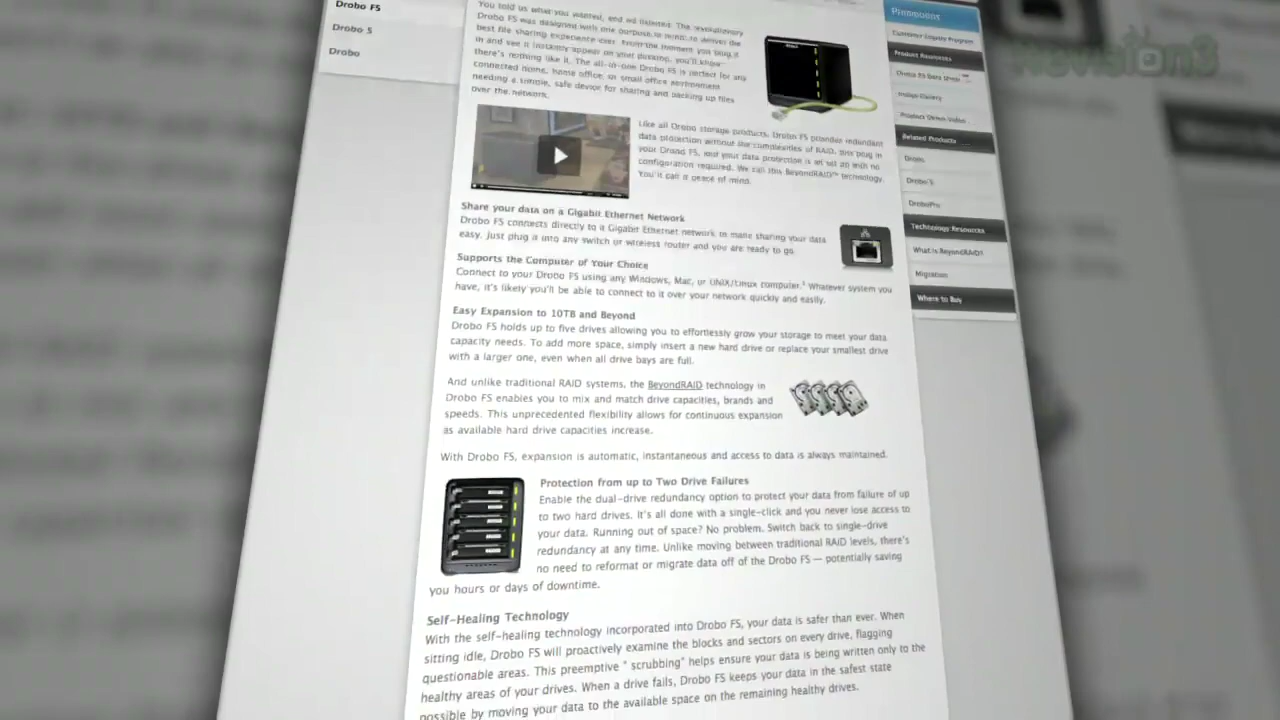 Drobo FS
Drobo S
Drobo
You told us what you wanted, and we listened. The revolutionary
Drobo FS was designed with one purpose in mind: to deliver the
best file sharing experience ever. From the moment you plug it
in and see it instantly appear on your desktop, you'll know
there's nothing like it. The all-in-one Drobo FS is perfect for any
connected home, home office, or small office environment
needing a simple, safe device for sharing and backing up files
over the network.
Like all Drobo storage products, Drobo FS provides redundant
data protection without the complexities of RAID. Just plug in
your Drobo FS, and your data protection is all set up with no
configuration required. We call this BeyondRAID™ technology.
You'll call it peace of mind.
Share your data on a Gigabit Ethernet Network
Drobo FS connects directly to a Gigabit Ethernet network to make sharing your data
easy. Just plug it into any switch or wireless router and you are ready to go.
Supports the Computer of Your Choice
Connect to your Drobo FS using any Windows, Mac, or UNIX/Linux computer. Whatever system you
have, it's likely you'll be able to connect to it over your network quickly and easily.
Easy Expansion to 10TB and Beyond
Drobo FS holds up to five drives allowing you to effortlessly grow your storage to meet your data
capacity needs. To add more space, simply insert a new hard drive or replace your smallest drive
with a larger one, even when all drive bays are full.
And unlike traditional RAID systems, the BeyondRAID technology in
Drobo FS enables you to mix and match drive capacities, brands and
speeds. This unprecedented flexibility allows for continuous expansion
as available hard drive capacities increase.
With Drobo FS, expansion is automatic, instantaneous and access to data is always maintained.
Protection from up to Two Drive Failures
Enable the dual-drive redundancy option to protect your data from failure of up
to two hard drives. It's all done with a single-click and you never lose access to
your data. Running out of space? No problem. Switch back to single-drive
redundancy at any time. Unlike moving between traditional RAID levels, there's
no need to reformat or migrate data off of the Drobo FS — potentially saving
you hours or days of downtime.
Self-Healing Technology
With the self-healing technology incorporated into Drobo FS, your data is safer than ever. When
sitting idle, Drobo FS will proactively examine the blocks and sectors on every drive, flagging
questionable areas. This preemptive " scrubbing" helps ensure your data is being written only to the
healthy areas of your drives. When a drive fails, Drobo FS keeps your data in the safest state
possible by moving your data to the available space on the remaining healthy drives.
Promotions
Customer Loyalty Program
Product Resources
Drobo FS Data Sheet
Image Gallery
Product Demo Video
Related Products
Drobo
Drobo S
DroboPro
Technology Resources
What is BeyondRAID?
Migration
Where to Buy